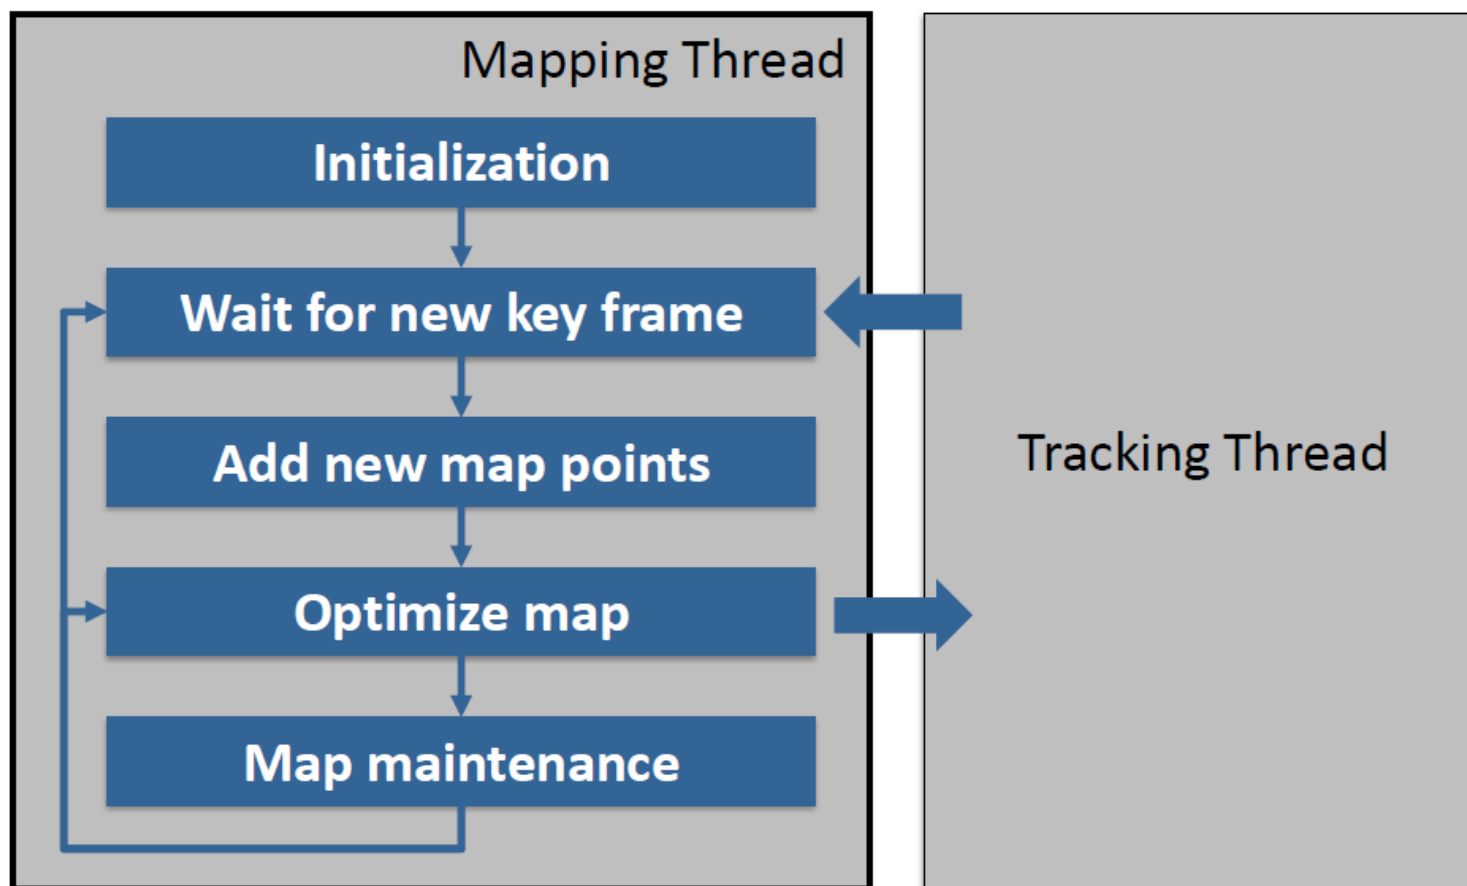 Mapping Thread
Initialization
Wait for new key frame
Add new map points
Optimize map
Map maintenance
Tracking Thread